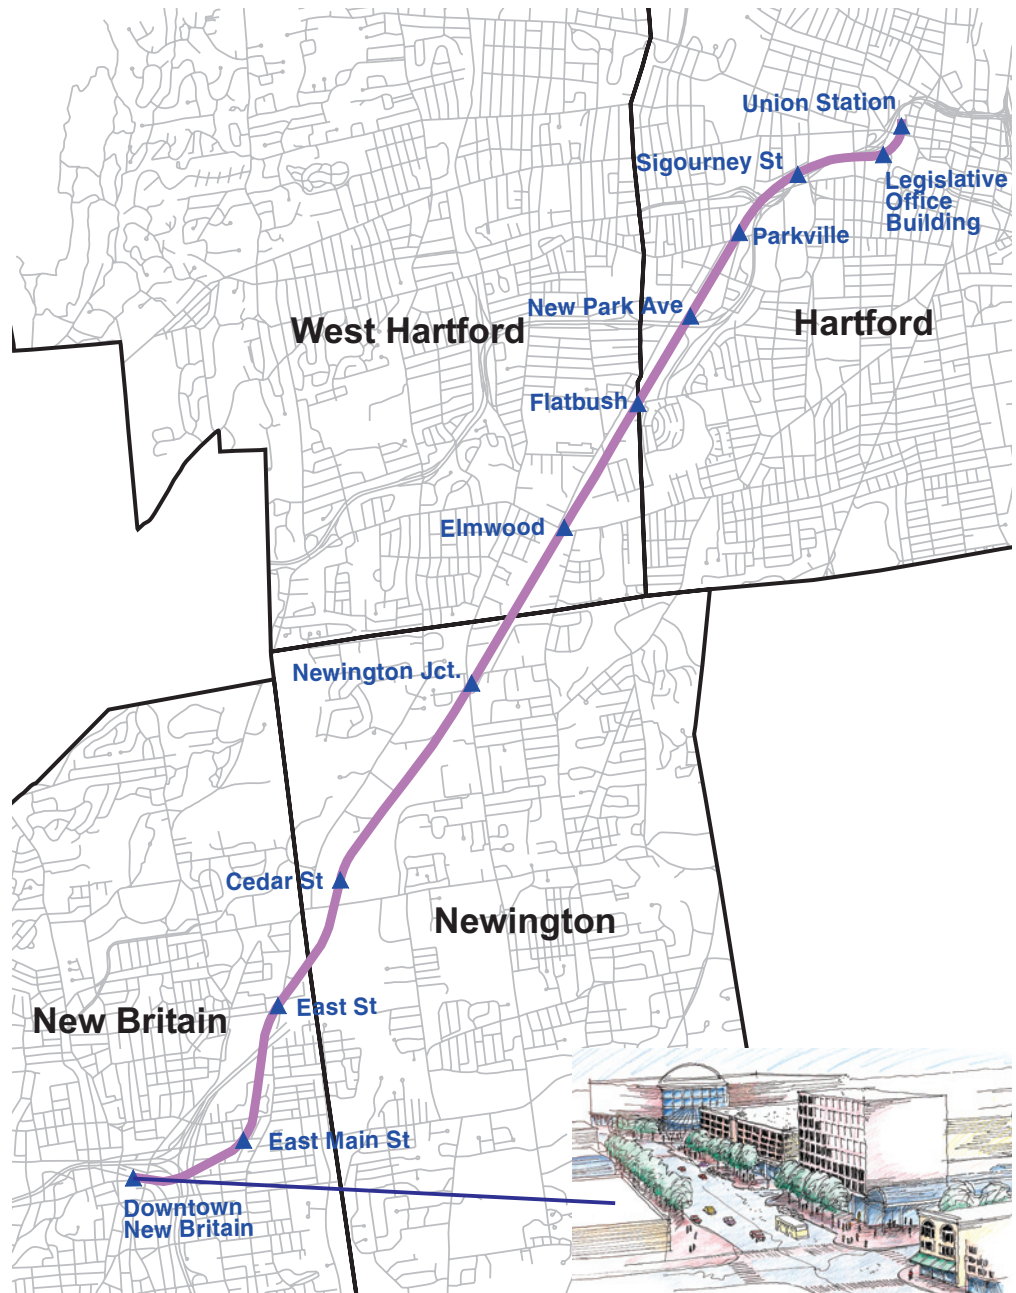 Union Station
Sigourney St
Legislative
Office
Building
Parkville
New Park Ave
West Hartford
Hartford
Flatbush
Elmwood
Newington Jct.
Cedar St
Newington
East St
New Britain
East Main St
Downtown
New Britain